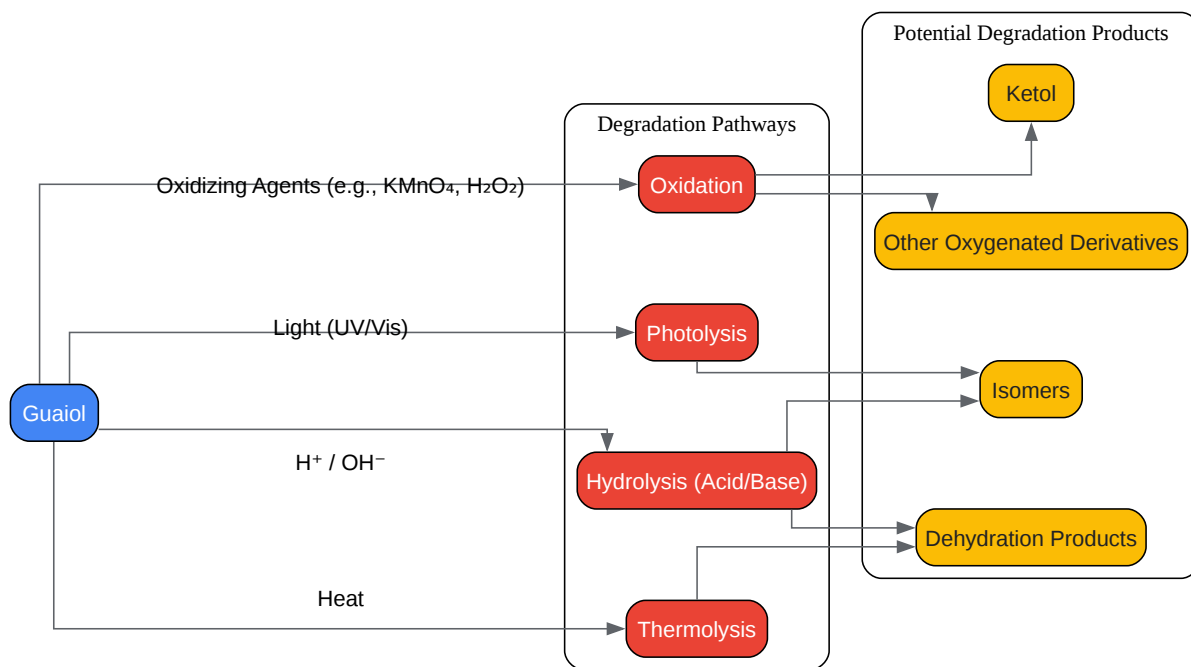 Potential Degradation Products
Ketol
Degradation Pathways
Oxidizing Agents (e.g., KMnO₄, H₂O₂)
Oxidation
Other Oxygenated Derivatives
Light (UV/Vis)
Photolysis
Isomers
Guaiol
H⁺ / OH⁻
Hydrolysis (Acid/Base)
Dehydration Products
Heat
Thermolysis